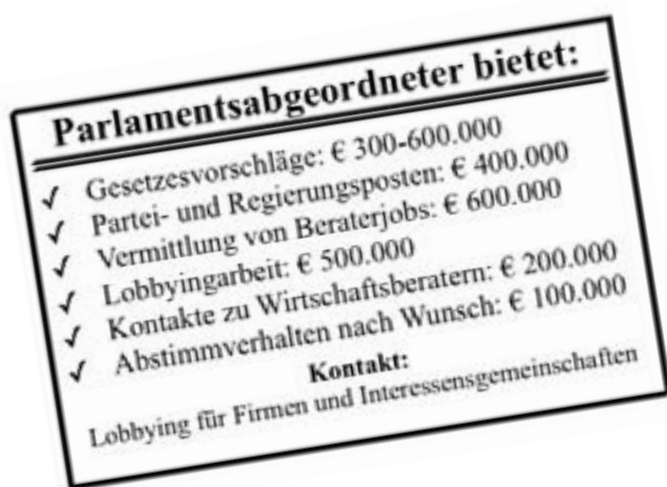 Parlamentsabgeordneter bietet:
✓ Gesetzesvorschläge: € 300-600.000
✓ Partei- und Regierungsposten: € 400.000
✓ Vermittlung von Beraterjobs: € 600.000
✓ Lobbyingarbeit: € 500.000
✓ Kontakte zu Wirtschaftsberatern: € 200.000
✓ Abstimmverhalten nach Wunsch: € 100.000
Kontakt:
Lobbying für Firmen und Interessensgemeinschaften